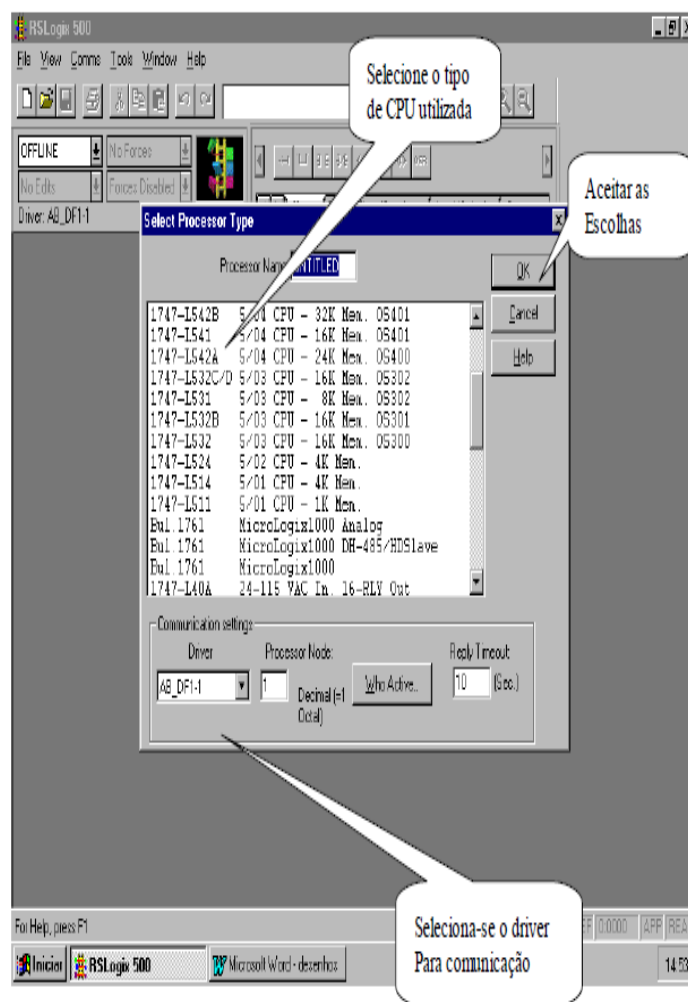 RSLogix 500
File View Comms Tools Window Help
Selecione o tipo
de CPU utilizada
OFFLINE
No Forces
No Edits
Forces Disabled
Driver: AB_DF1-1
Aceitar as
Escolhas
Select Processor Type
Processor Name: UNTITLED
OK
Cancel
Help
1747-L542B 5/04 CPU - 32K Mem. OS401
1747-L541 5/04 CPU - 16K Mem. OS401
1747-L542A 5/04 CPU - 24K Mem. OS400
1747-L532C/D 5/03 CPU - 16K Mem. OS302
1747-L531 5/03 CPU - 8K Mem. OS302
1747-L532B 5/03 CPU - 16K Mem. OS301
1747-L532 5/03 CPU - 16K Mem. OS300
1747-L524 5/02 CPU - 4K Mem.
1747-L514 5/01 CPU - 4K Mem.
1747-L511 5/01 CPU - 1K Mem.
Bul.1761 MicroLogix1000 Analog
Bul.1761 MicroLogix1000 DH-485/HDSlave
Bul.1761 MicroLogix1000
1747-L40A 24-115 VAC In. 16-RLY Out
Communication settings
Driver
Processor Node:
Reply Timeout:
AB_DF1-1
1
Decimal (=1
Octal)
Who Active..
10
(Sec.)
Seleciona-se o driver
Para comunicação
For Help, press F1
0:0000
APP
REA
Iniciar
RSLogix 500
Microsoft Word - desenhos
14:53